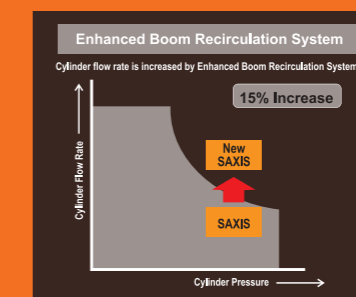 Enhanced Boom Recirculation System
Cylinder flow rate is increased by Enhanced Boom Recirculation System
15% Increase
Cylinder Flow Rate
New
SAXIS
SAXIS
Cylinder Pressure